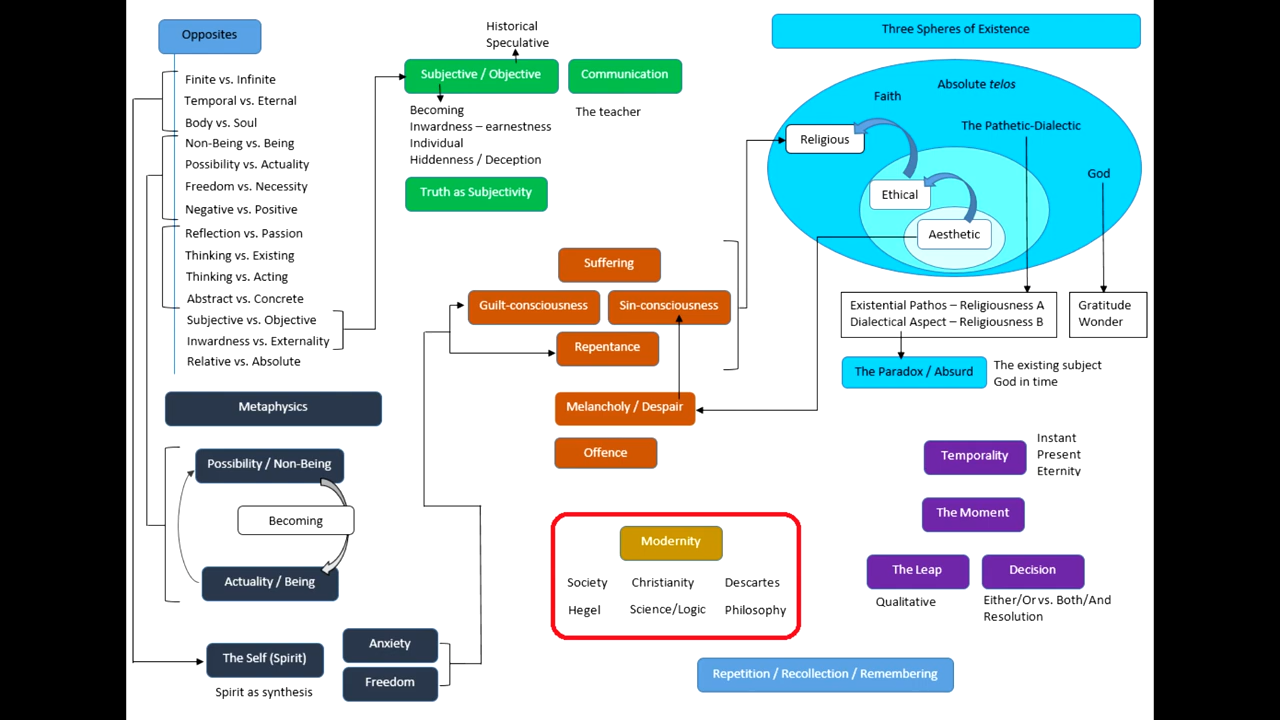 Opposites
Finite vs. Infinite
Temporal vs. Eternal
Body vs. Soul
Non-Being vs. Being
Possibility vs. Actuality
Freedom vs. Necessity
Negative vs. Positive
Reflection vs. Passion
Thinking vs. Existing
Thinking vs. Acting
Abstract vs. Concrete
Subjective vs. Objective
Inwardness vs. Externality
Relative vs. Absolute
Historical
Speculative
Subjective / Objective
Communication
Becoming
Inwardness – earnestness
Individual
Hiddenness / Deception
The teacher
Truth as Subjectivity
Three Spheres of Existence
Absolute telos
Faith
The Pathetic-Dialectic
Religious
God
Ethical
Aesthetic
Existential Pathos – Religiousness A
Dialectical Aspect – Religiousness B
Gratitude
Wonder
The Paradox / Absurd
The existing subject
God in time
Suffering
Guilt-consciousness
Sin-consciousness
Repentance
Melancholy / Despair
Offence
Metaphysics
Possibility / Non-Being
Becoming
Actuality / Being
The Self (Spirit)
Spirit as synthesis
Anxiety
Freedom
Modernity
Society Christianity Descartes
Hegel Science/Logic Philosophy
Temporality
Instant
Present
Eternity
The Moment
The Leap
Qualitative
Decision
Either/Or vs. Both/And
Resolution
Repetition / Recollection / Remembering